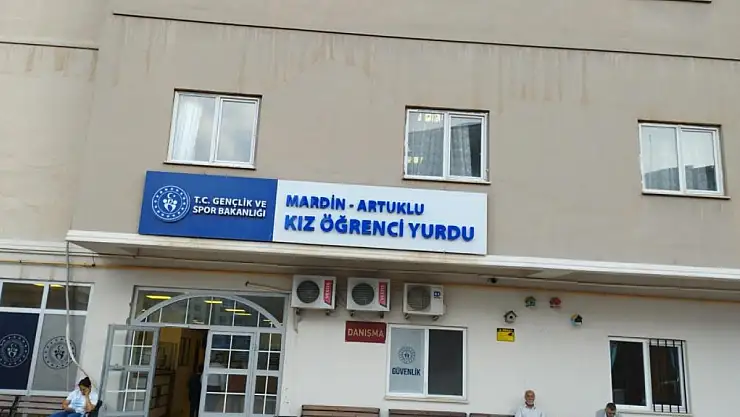 T.C. GENÇLİK VE
SPOR BAKANLIĞI
MARDİN - ARTUKLU
KIZ ÖĞRENCİ YURDU
DANIŞMA
GÜVENLİK